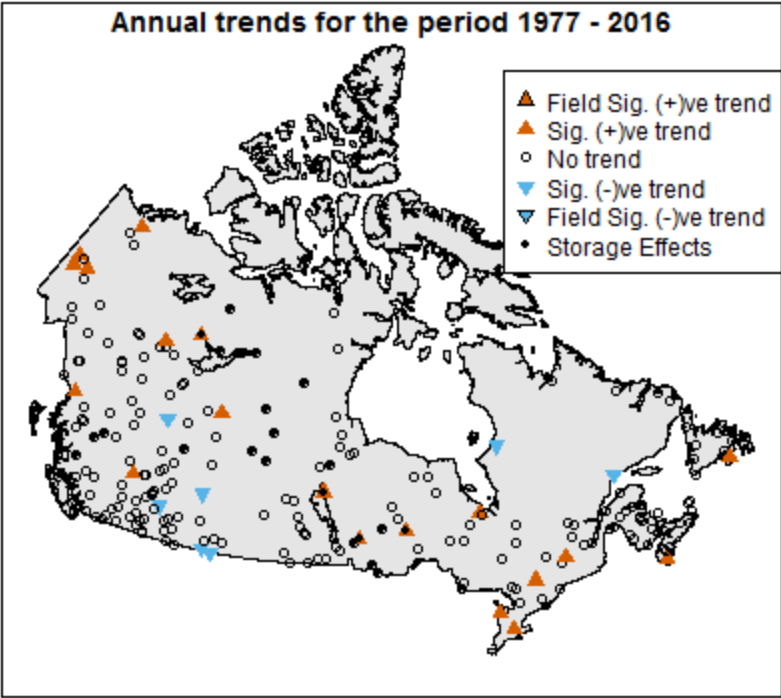 Annual trends for the period 1977 - 2016
Field Sig. (+)ve trend
Sig. (+)ve trend
No trend
Sig. (-)ve trend
Field Sig. (-)ve trend
Storage Effects